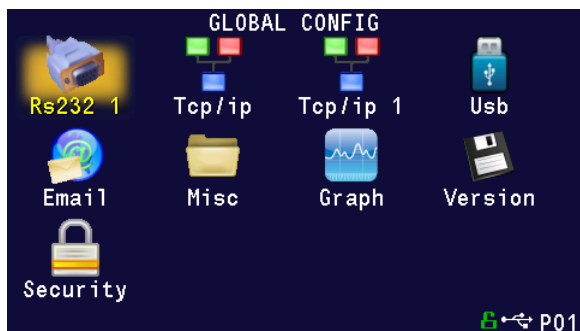 GLOBAL CONFIG
Rs232 1 Tcp/ip Tcp/ip 1 Usb
Email Misc Graph Version
Security
P01